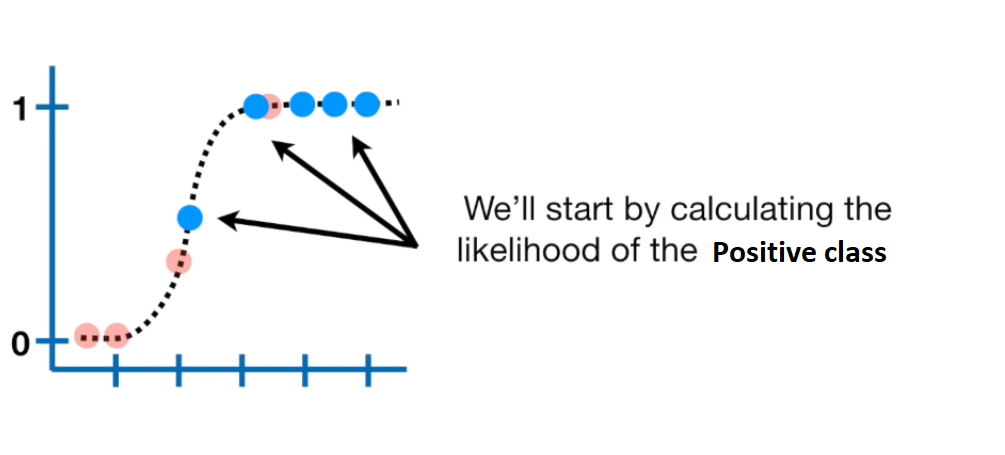 1
We'll start by calculating the
likelihood of the Positive class
0